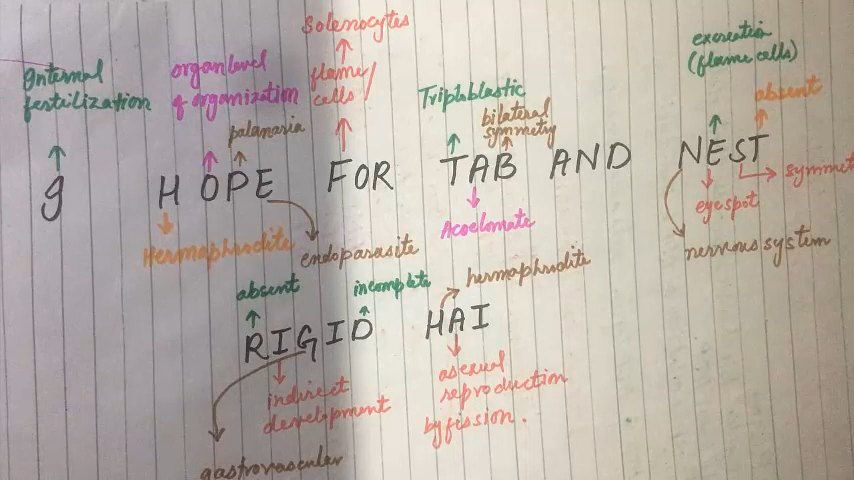 Solenocytes
excreation
(flame cells)
Internal
fertilization
organ level
of organization
flame/
cells/
Triploblastic
bilateral
symmetry
absent
palanaria
I HOPE FOR TAB AND NEST
symmet
eyespot
Acoelomate
Hermaphrodite
endoparasite
nervous system
absent
incomplete
hermaphrodite
RIGID HAI
indirect
development
asexual
reproduction
by fission.
gastrovascular